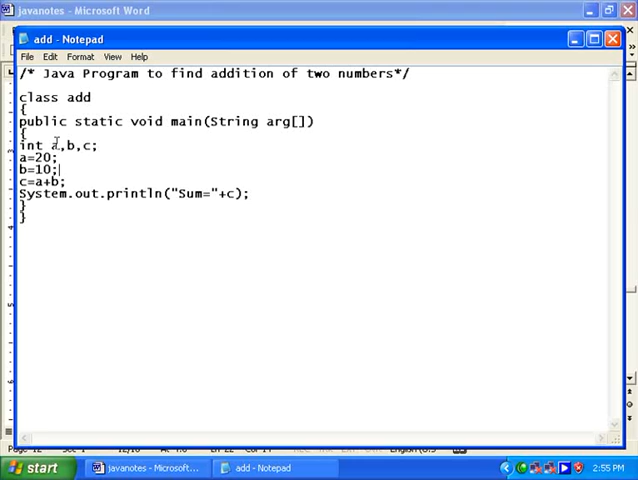 javanotes - Microsoft Word
add - Notepad
File Edit Format View Help
/* Java Program to find addition of two numbers*/
class add
{
public static void main(String arg[])
{
int a,b,c;
a=20;
b=10;
c=a+b;
System.out.println("Sum="+c);
}
}
start
javanotes - Microsoft...
add - Notepad
2:55 PM